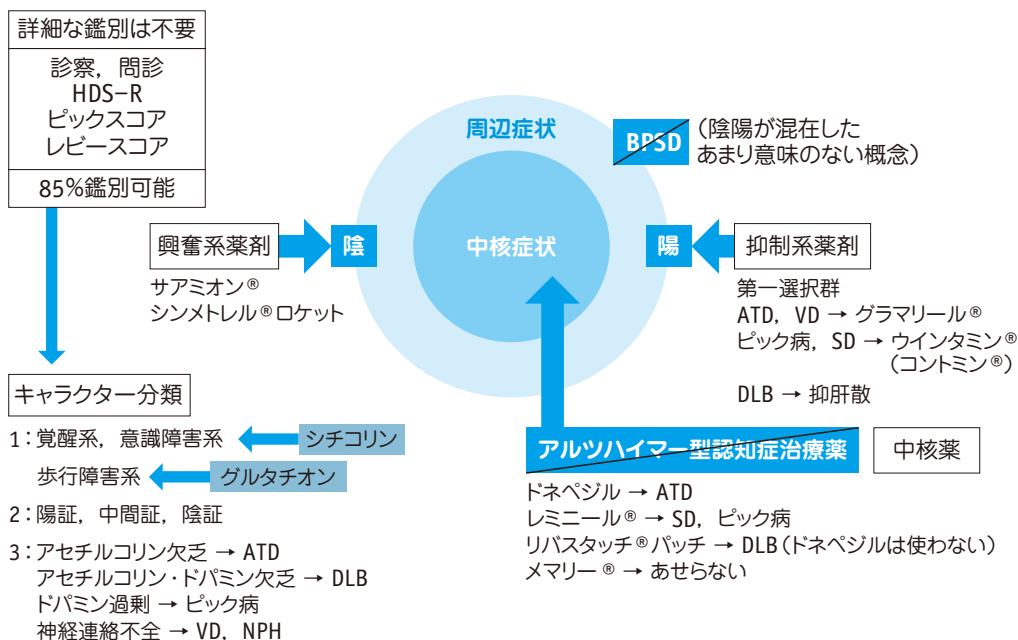 詳細な鑑別は不要
診察，問診
HDS-R
ピックスコア
レビースコア
85%鑑別可能
周辺症状
中核症状
BPSD
（陰陽が混在した
あまり意味のない概念）
興奮系薬剤
陰
サアミオン®
シンメトレル®ロケット
陽
抑制系薬剤
第一選択群
ATD，VD → グラマリール®
ピック病，SD → ウインタミン®
（コントミン®）
DLB → 抑肝散
キャラクター分類
1：覚醒系，意識障害系
シチコリン
歩行障害系
グルタチオン
2：陽証，中間証，陰証
3：アセチルコリン欠乏 → ATD
アセチルコリン・ドパミン欠乏 → DLB
ドパミン過剰 → ピック病
神経連絡不全 → VD，NPH
アルツハイマー型認知症治療薬
中核薬
ドネペジル → ATD
レミニール® → SD，ピック病
リバスタッチ®パッチ → DLB（ドネペジルは使わない）
メマリー® → あせらない